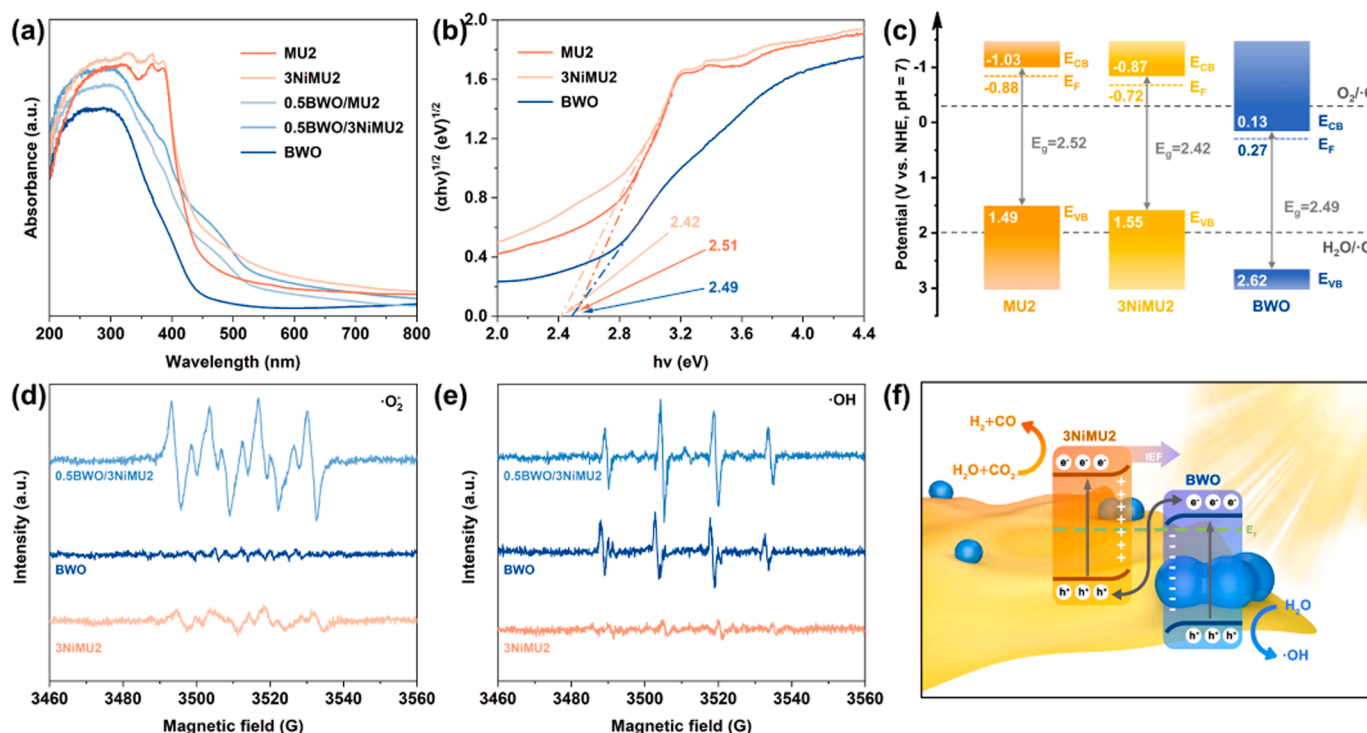 (a)
MU2
3NiMU2
0.5BWO/MU2
0.5BWO/3NiMU2
BWO
Absorbance (a.u.)
200 300 400 500 600 700 800
Wavelength (nm)
(b)
MU2
3NiMU2
BWO
(αhv)1/2 (eV)1/2
2.0
1.6
1.2
0.8
0.4
0.0
2.42
2.51
2.49
2.0 2.4 2.8 3.2 3.6 4.0 4.4
hv (eV)
(c)
Potential (V vs. NHE, pH = 7)
-1
0
1
2
3
-1.03 ECB
-0.88 EF
Eg=2.52
1.49 EVB
MU2
-0.87 ECB
-0.72 EF
Eg=2.42
1.55 EVB
3NiMU2
O2/·
0.13 ECB
0.27 EF
Eg=2.49
H2O/·
2.62 EVB
BWO
(d)
·O2-
0.5BWO/3NiMU2
BWO
3NiMU2
Intensity (a.u.)
3460 3480 3500 3520 3540 3560
Magnetic field (G)
(e)
·OH
0.5BWO/3NiMU2
BWO
3NiMU2
Intensity (a.u.)
3460 3480 3500 3520 3540 3560
Magnetic field (G)
(f)
H2+CO
H2O+CO2
3NiMU2
e- e- e-
IEF
+ + + + + + +
h+ h+ h+
BWO
e- e- e-
EF
h+ h+ h+
H2O
·OH